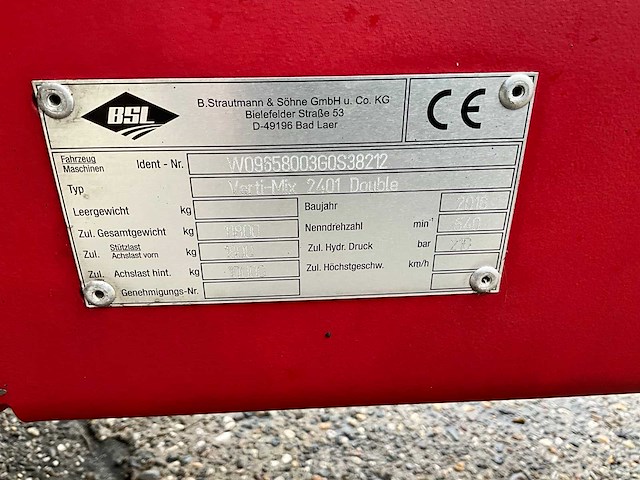 BSL
B.Strautmann & Söhne GmbH u. Co. KG
Bielefelder Straße 53
D-49196 Bad Laer
CE
Fahrzeug Maschinen Ident - Nr. W09658003G0S38212
Typ Verti-Mix 2401 Double
Leergewicht kg
Zul. Gesamtgewicht kg
Zul. Stützlast Achslast vorn kg
Zul. Achslast hint. kg
Genehmigungs-Nr.
Baujahr 2016
Nenndrehzahl min-1 540
Zul. Hydr. Druck bar
Zul. Höchstgeschw. km/h